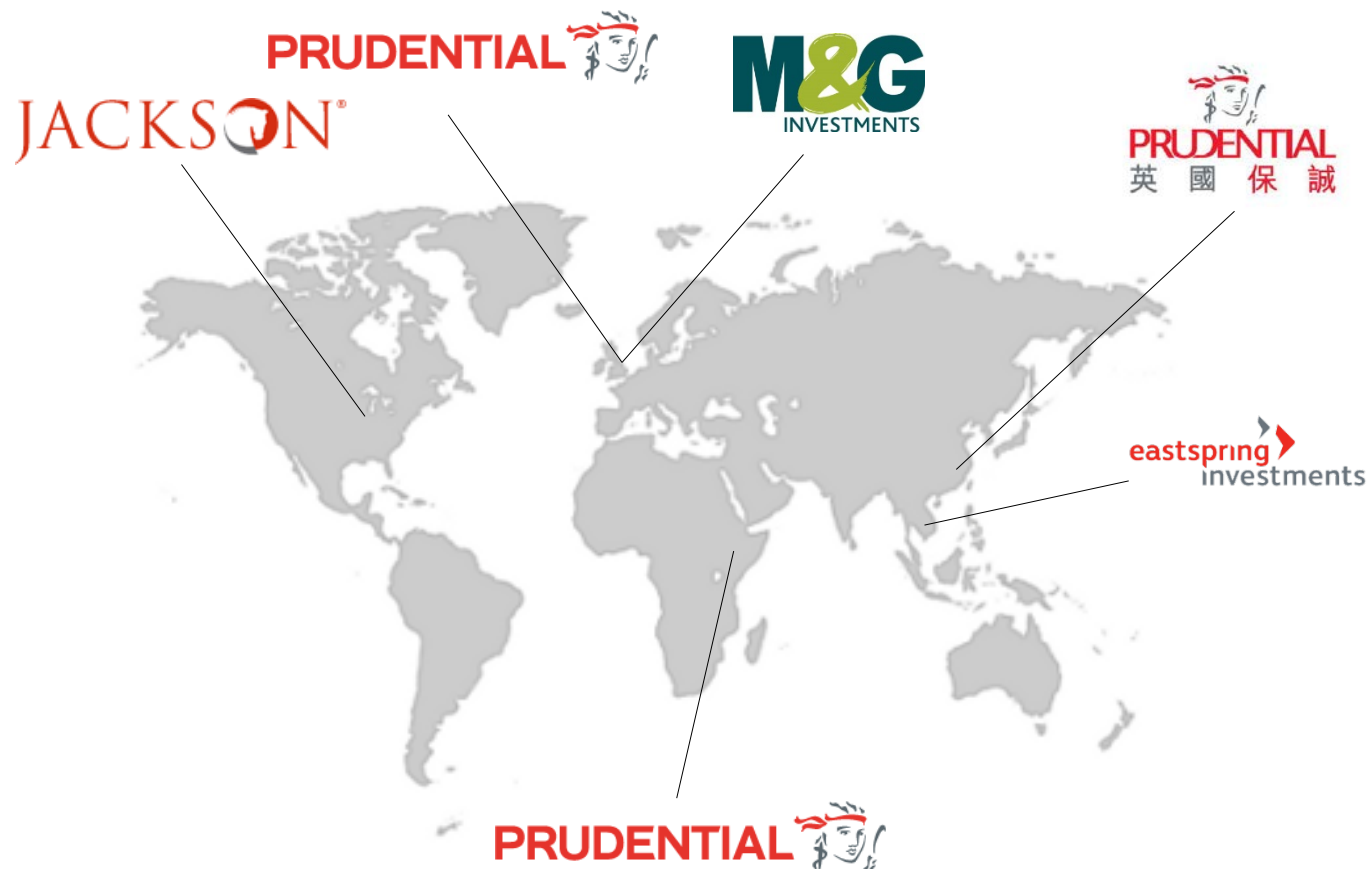 PRUDENTIAL
M&G
INVESTMENTS
JACKSON®
PRUDENTIAL
英國保誠
eastspring
investments
PRUDENTIAL